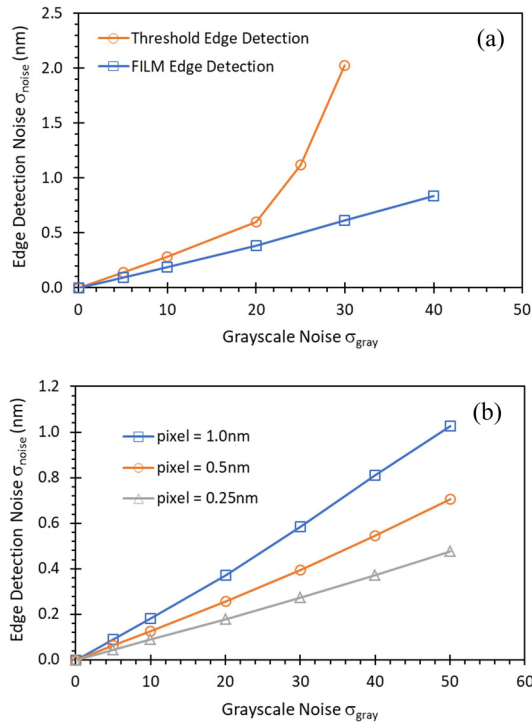 2.5
(a)
Threshold Edge Detection
2.0
FILM Edge Detection
1.5
1.0
0.5
0.0
Edge Detection Noise σnoise (nm)
0 10 20 30 40 50
Grayscale Noise σgray
1.2
(b)
1.0
pixel = 1.0nm
0.8
pixel = 0.5nm
0.6
pixel = 0.25nm
0.4
0.2
0.0
Edge Detection Noise σnoise (nm)
0 10 20 30 40 50 60
Grayscale Noise σgray